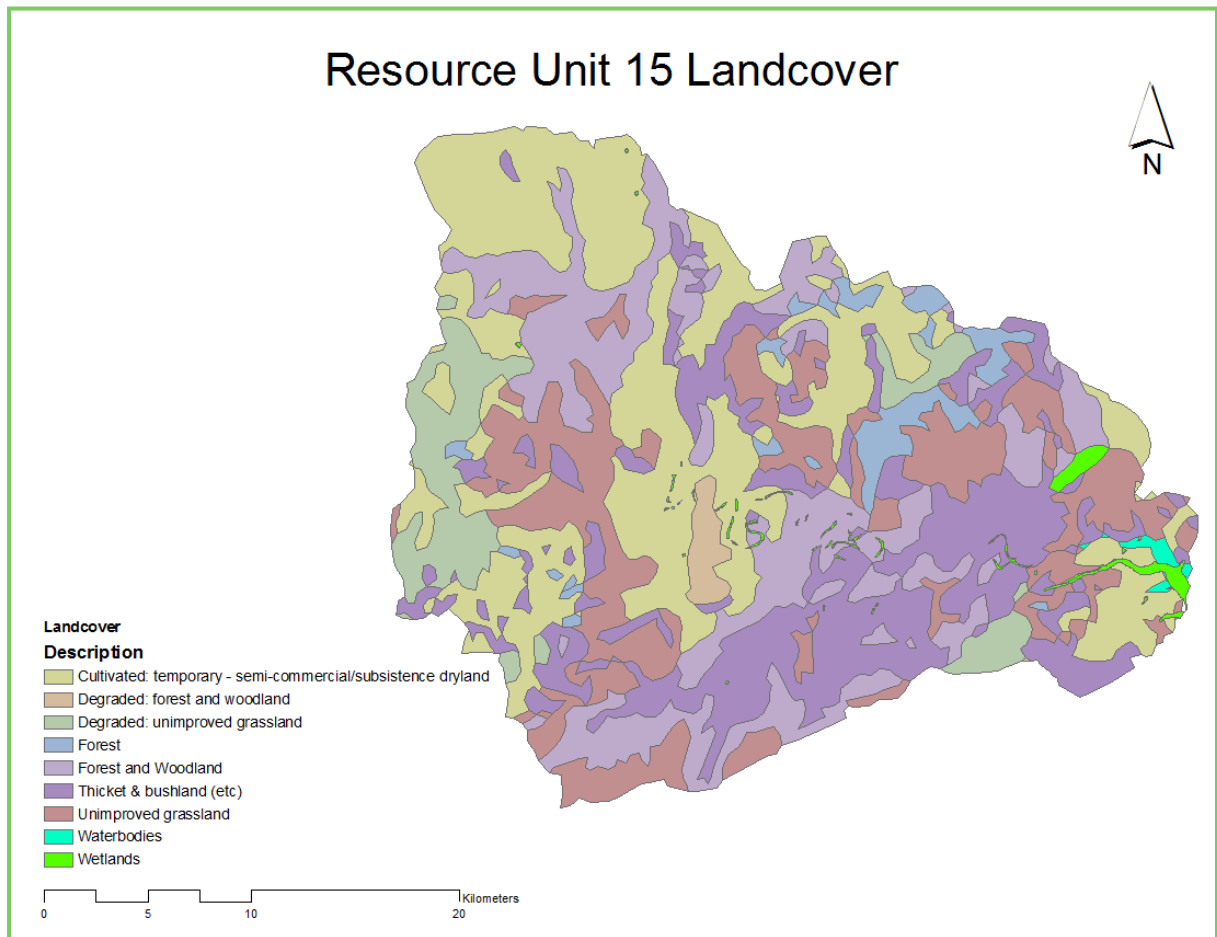 Resource Unit 15 Landcover
N
Landcover
Description
Cultivated: temporary - semi-commercial/subsistence dryland
Degraded: forest and woodland
Degraded: unimproved grassland
Forest
Forest and Woodland
Thicket & bushland (etc)
Unimproved grassland
Waterbodies
Wetlands
Kilometers
0 5 10 20